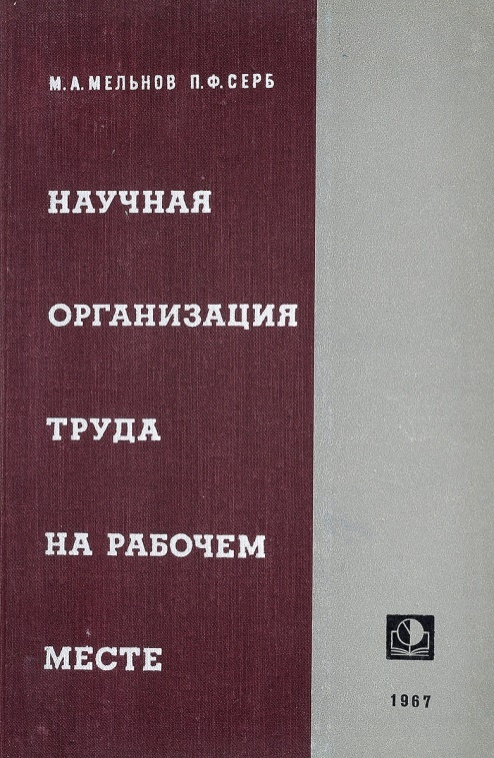 М.А.МЕЛЬНОВ П.Ф.СЕРБ
НАУЧНАЯ
ОРГАНИЗАЦИЯ
ТРУДА
НА РАБОЧЕМ
МЕСТЕ
1967